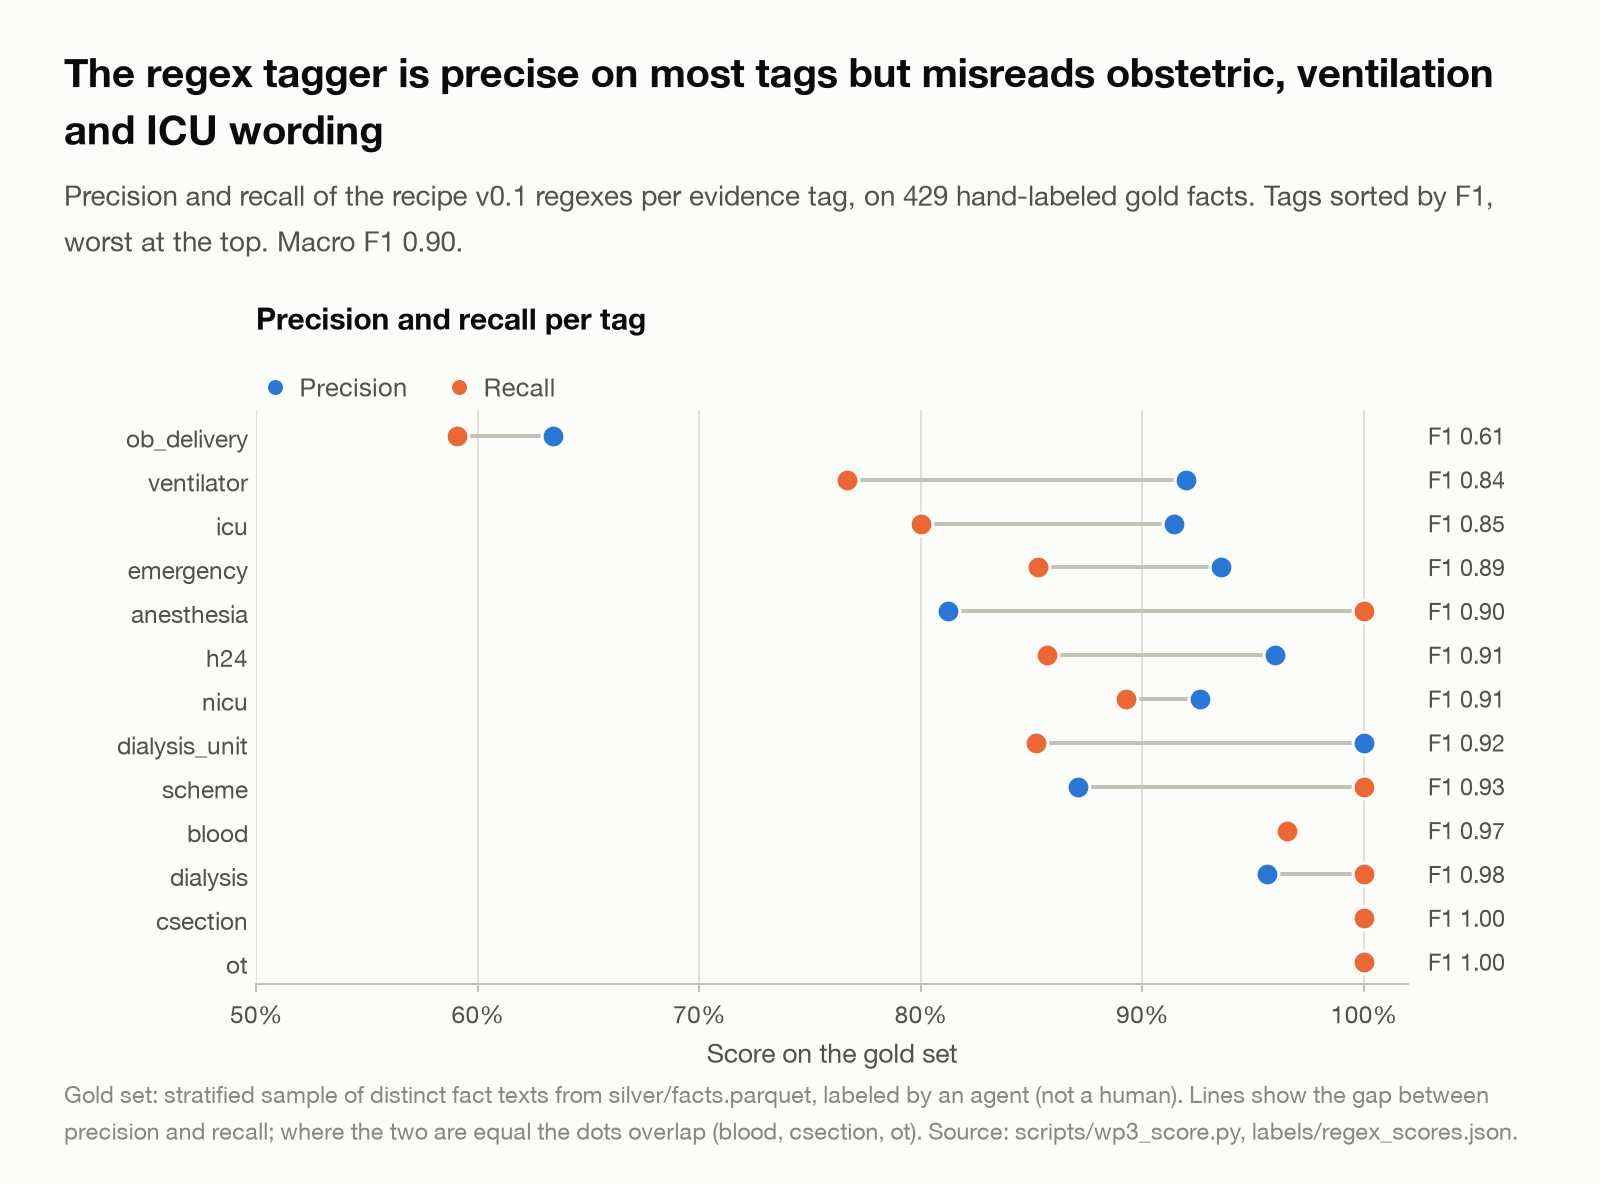 The regex tagger is precise on most tags but misreads obstetric, ventilation
and ICU wording
Precision and recall of the recipe v0.1 regexes per evidence tag, on 429 hand-labeled gold facts. Tags sorted by F1,
worst at the top. Macro F1 0.90.
Precision and recall per tag
Precision Recall
ob_delivery F1 0.61
ventilator F1 0.84
icu F1 0.85
emergency F1 0.89
anesthesia F1 0.90
h24 F1 0.91
nicu F1 0.91
dialysis_unit F1 0.92
scheme F1 0.93
blood F1 0.97
dialysis F1 0.98
csection F1 1.00
ot F1 1.00
50% 60% 70% 80% 90% 100%
Score on the gold set
Gold set: stratified sample of distinct fact texts from silver/facts.parquet, labeled by an agent (not a human). Lines show the gap between
precision and recall; where the two are equal the dots overlap (blood, csection, ot). Source: scripts/wp3_score.py, labels/regex_scores.json.